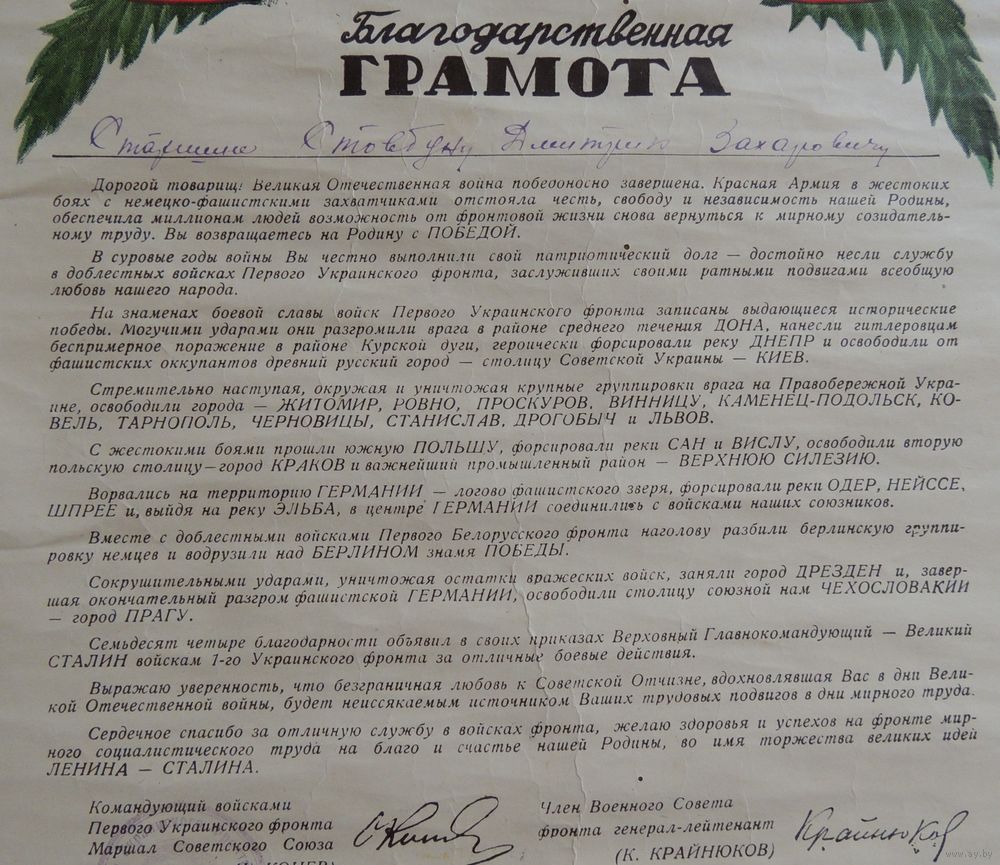 Благодарственная
ГРАМОТА
Старшине Стовбуну Дмитрию Захаровичу
Дорогой товарищ! Великая Отечественная война победоносно завершена. Красная Армия в жестоких
боях с немецко-фашистскими захватчиками отстояла честь, свободу и независимость нашей Родины,
обеспечила миллионам людей возможность от фронтовой жизни снова вернуться к мирному созидатель-
ному труду. Вы возвращаетесь на Родину с ПОБЕДОЙ.
В суровые годы войны Вы честно выполнили свой патриотический долг — достойно несли службу
в доблестных войсках Первого Украинского фронта, заслуживших своими ратными подвигами всеобщую
любовь нашего народа.
На знаменах боевой славы войск Первого Украинского фронта записаны выдающиеся исторические
победы. Могучими ударами они разгромили врага в районе среднего течения ДОНА, нанесли гитлеровцам
беспримерное поражение в районе Курской дуги, героически форсировали реку ДНЕПР и освободили от
фашистских оккупантов древний русский город — столицу Советской Украины — КИЕВ.
Стремительно наступая, окружая и уничтожая крупные группировки врага на Правобережной Укра-
ине, освободили города — ЖИТОМИР, РОВНО, ПРОСКУРОВ, ВИННИЦУ, КАМЕНЕЦ-ПОДОЛЬСК, КО-
ВЕЛЬ, ТАРНОПОЛЬ, ЧЕРНОВИЦЫ, СТАНИСЛАВ, ДРОГОБЫЧ и ЛЬВОВ.
С жестокими боями прошли южную ПОЛЬШУ, форсировали реки САН и ВИСЛУ, освободили вторую
польскую столицу—город КРАКОВ и важнейший промышленный район — ВЕРХНЮЮ СИЛЕЗИЮ.
Ворвались на территорию ГЕРМАНИИ — логово фашистского зверя, форсировали реки ОДЕР, НЕЙССЕ,
ШПРЕЕ и, выйдя на реку ЭЛЬБА, в центре ГЕРМАНИИ соединились с войсками наших союзников.
Вместе с доблестными войсками Первого Белорусского фронта наголову разбили берлинскую группи-
ровку немцев и водрузили над БЕРЛИНОМ знамя ПОБЕДЫ.
Сокрушительными ударами, уничтожая остатки вражеских войск, заняли город ДРЕЗДЕН и, завер-
шая окончательный разгром фашистской ГЕРМАНИИ, освободили столицу союзной нам ЧЕХОСЛОВАКИИ
— город ПРАГУ.
Семьдесят четыре благодарности объявил в своих приказах Верховный Главнокомандующий — Великий
СТАЛИН войскам 1-го Украинского фронта за отличные боевые действия.
Выражаю уверенность, что безграничная любовь к Советской Отчизне, вдохновлявшая Вас в дни Вели-
кой Отечественной войны, будет неиссякаемым источником Ваших трудовых подвигов в дни мирного труда.
Сердечное спасибо за отличную службу в войсках фронта, желаю здоровья и успехов на фронте мир-
ного социалистического труда на благо и счастье нашей Родины, во имя торжества великих идей
ЛЕНИНА — СТАЛИНА.
Командующий войсками
Первого Украинского фронта
Маршал Советского Союза
КОНЕВ)
Член Военного Совета
фронта генерал-лейтенант
(К. КРАЙНЮКОВ)
Крайнюков
www.ay.by